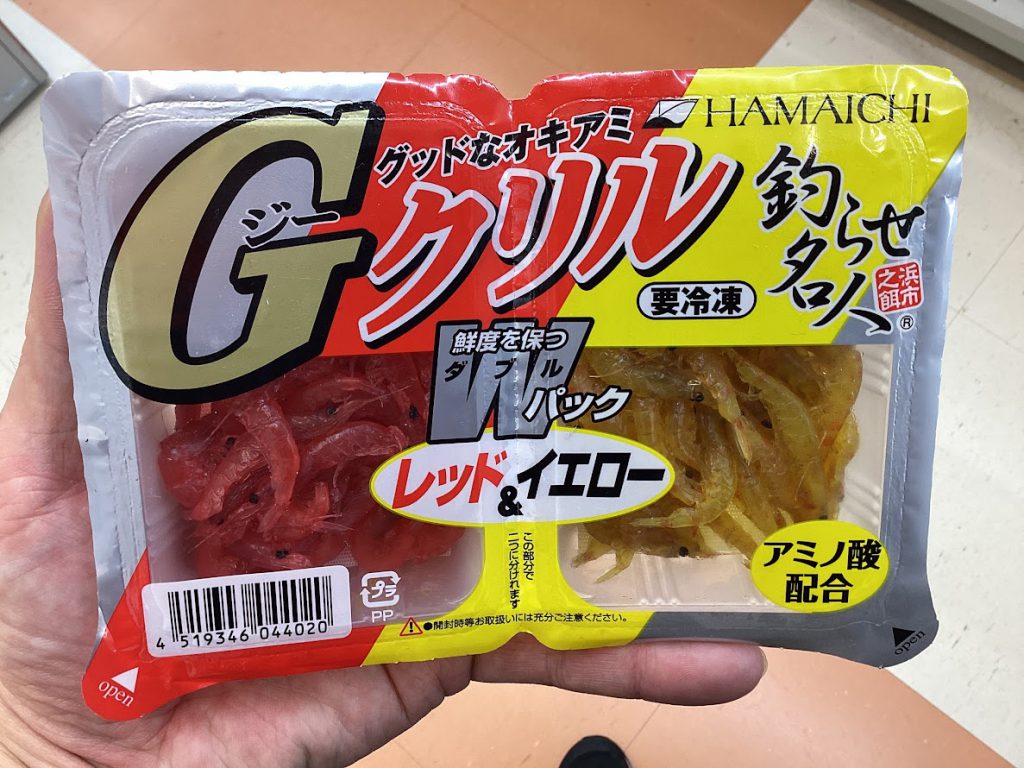 HAMAICHI
グッドなオキアミ
G
ジー
クリル
釣らせ
名人
浜市
之餌
®
要冷凍
鮮度を保つ
W
ダブル
パック
レッド&イエロー
この部分で
二つに分けれます
アミノ酸
配合
4 519346 044020
プラ
PP
●開封時等お取扱いには充分ご注意ください。
open
open